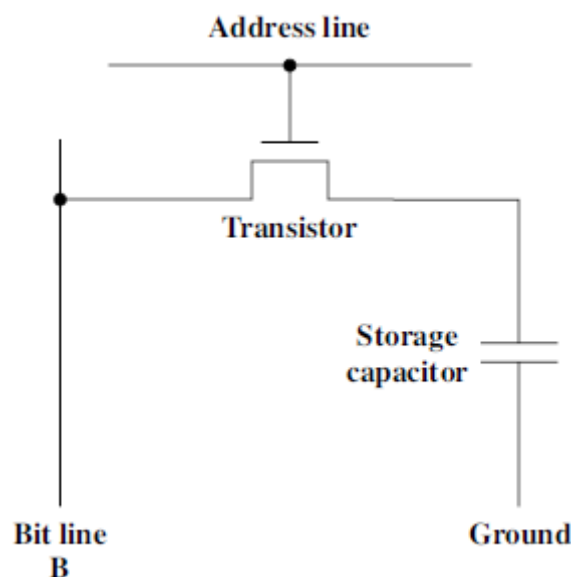 Address line
Transistor
Storage
capacitor
Bit line
B
Ground